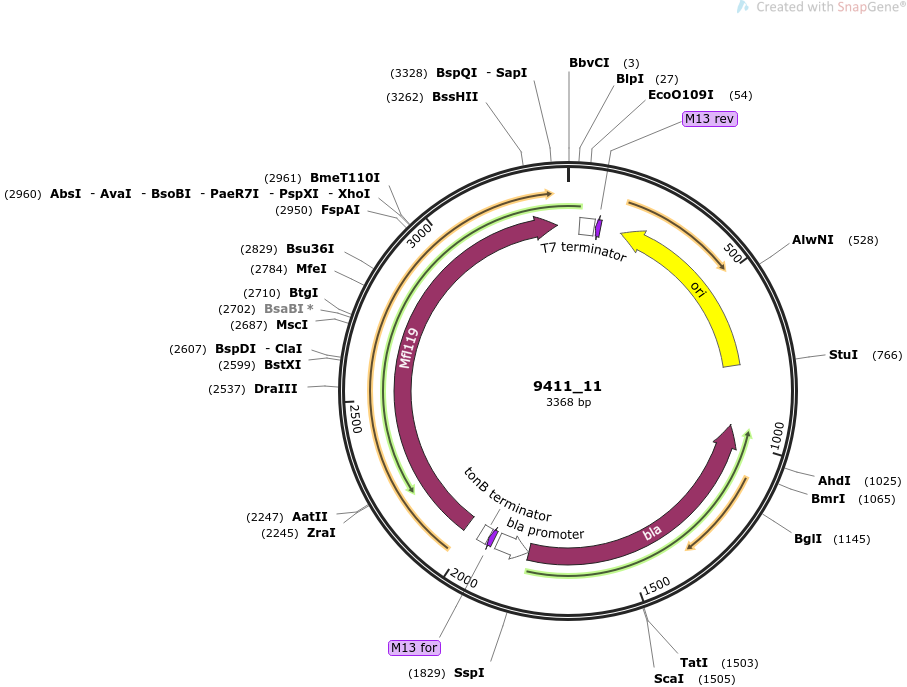 Created with SnapGene®
BbvCI (3)
(3328) BspQI - SapI
BlpI (27)
(3262) BssHII
EcoO109I (54)
M13 rev
(2961) BmeT110I
(2960) AbsI - AvaI - BsoBI - PaeR7I - PspXI - XhoI
(2950) FspAI
3000
T7 terminator
500
AlwNI (528)
(2829) Bsu36I
(2784) MfeI
ori
(2710) BtgI
(2702) BsaBI *
(2687) MscI
Mfl119
(2607) BspDI - ClaI
StuI (766)
(2599) BstXI
(2537) DraIII
9411_11
3368 bp
2500
1000
tonB terminator
AhdI (1025)
BmrI (1065)
(2247) AatII
bla promoter
bla
(2245) ZraI
BglI (1145)
2000
1500
M13 for
TatI (1503)
(1829) SspI
ScaI (1505)